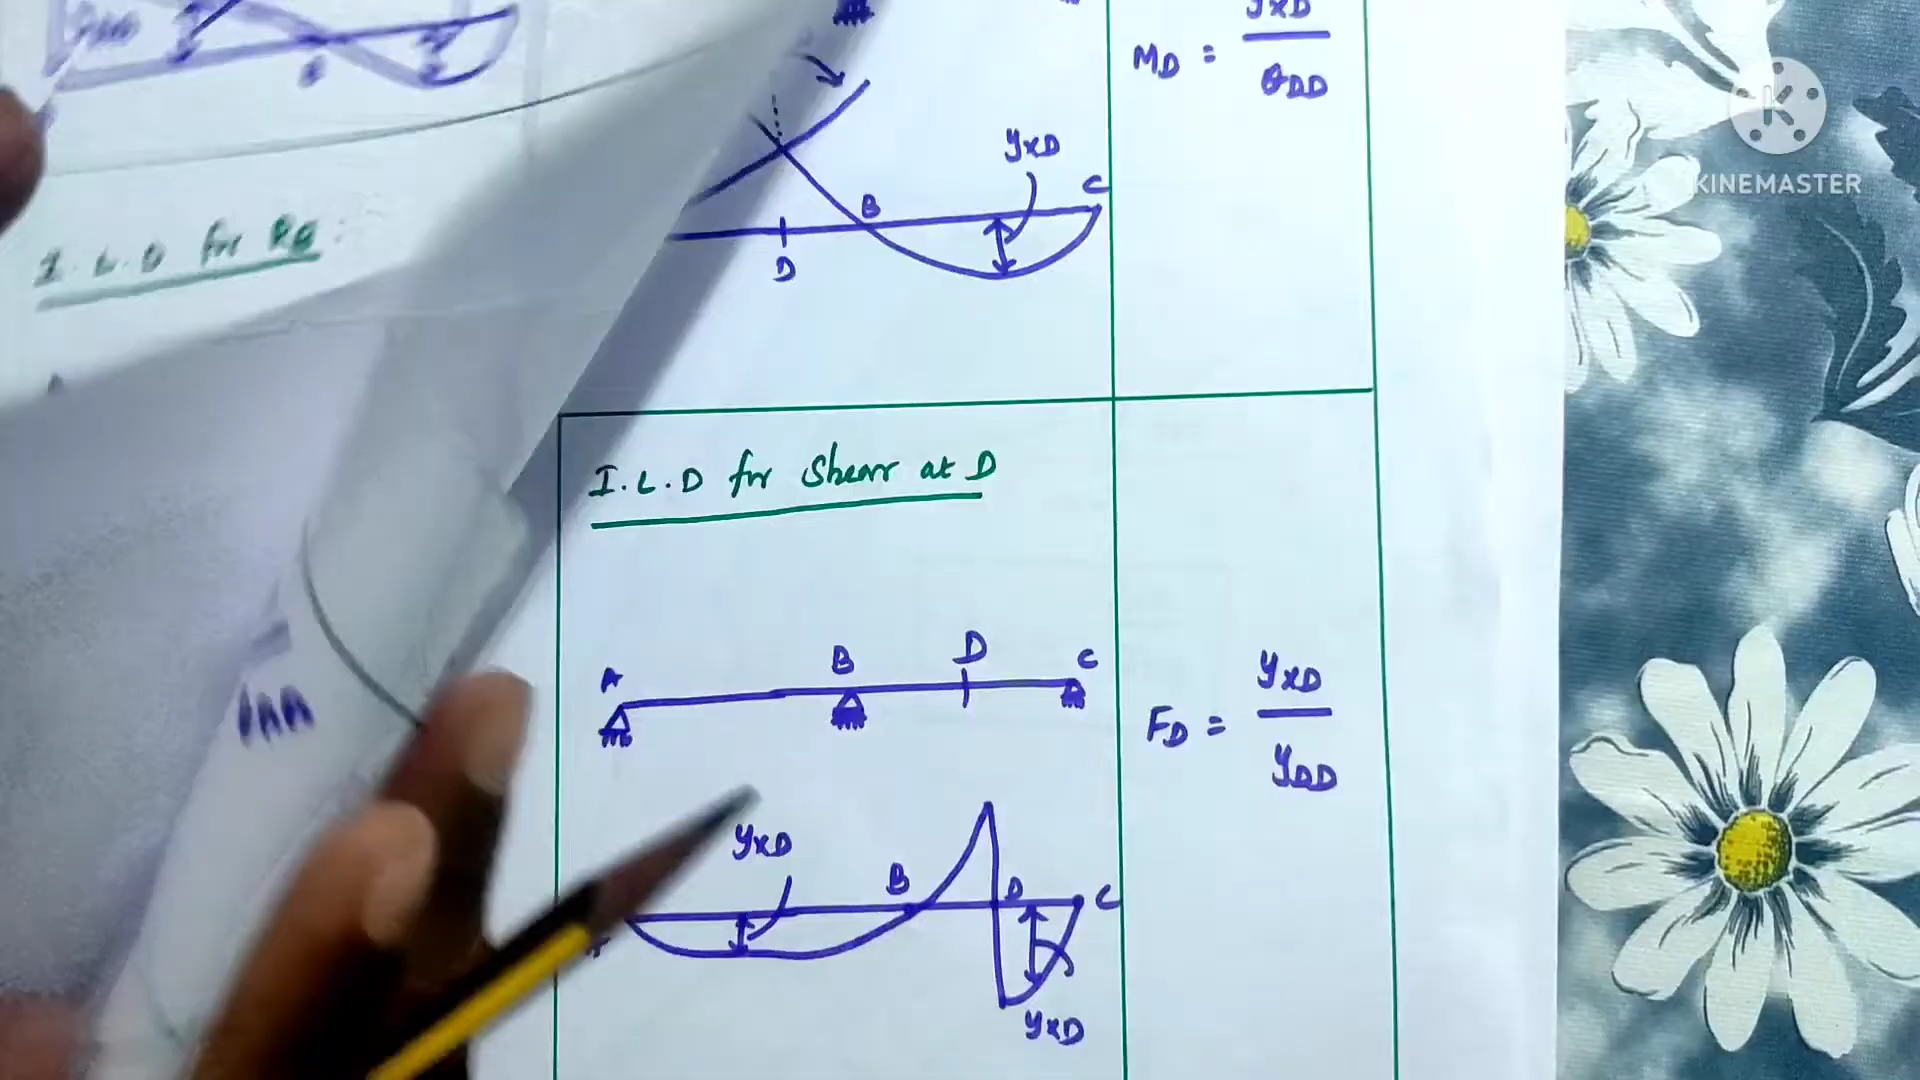 I.L.D for RB :
yxD
MD = θDD
yxD
B
C
D
I.L.D for Shear at D
A B D C
FD = yxD
yDD
yxD
B
D
C
yxD
KINEMASTER